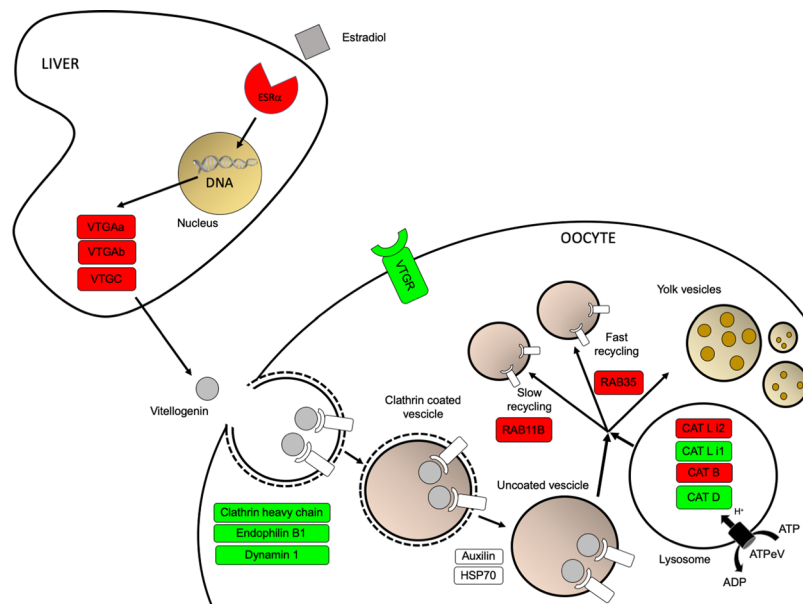 Estradiol
LIVER
ESRα
DNA
Nucleus
VTGAa
VTGAb
VTGC
OOCYTE
VTGR
Yolk vesicles
Fast
recycling
RAB35
Slow
recycling
RAB11B
Vitellogenin
Clathrin coated
vesicle
CAT L i2
CAT L i1
CAT B
CAT D
H⁺
Uncoated vesicle
Clathrin heavy chain
Endophilin B1
Dynamin 1
Auxilin
HSP70
Lysosome
ATP
ATPeV
ADP